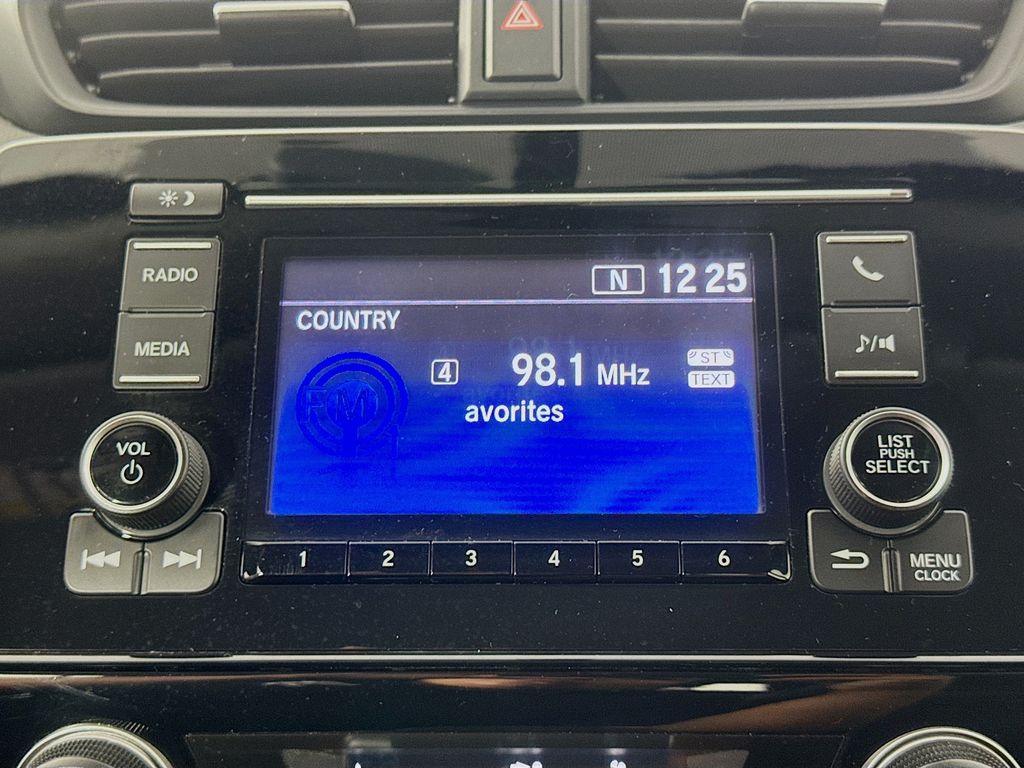 RADIO
MEDIA
VOL
N 12 25
COUNTRY
FM
4 98.1 MHz ST
TEXT
avorites
LIST
PUSH
SELECT
MENU
CLOCK
1 2 3 4 5 6